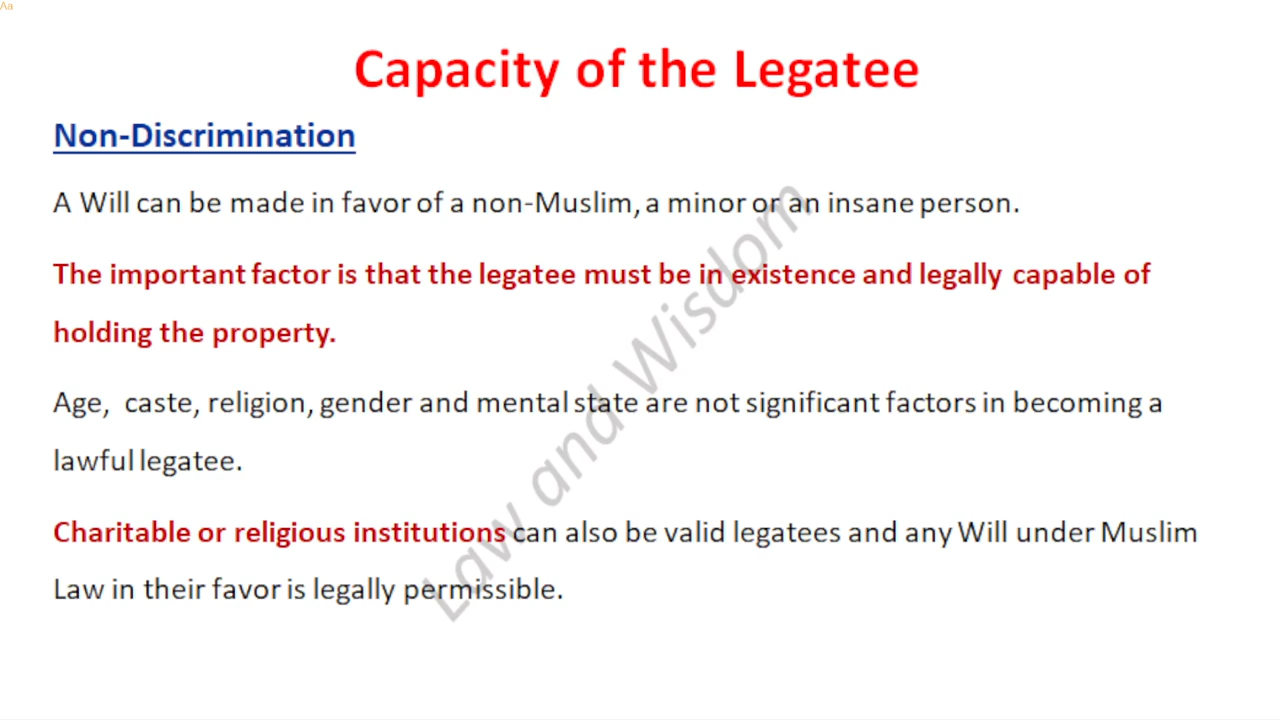 Aa
Capacity of the Legatee
Non-Discrimination
A Will can be made in favor of a non-Muslim, a minor or an insane person.
The important factor is that the legatee must be in existence and legally capable of
holding the property.
Age, caste, religion, gender and mental state are not significant factors in becoming a
lawful legatee.
Charitable or religious institutions can also be valid legatees and any Will under Muslim
Law in their favor is legally permissible.
Law and Wisdom